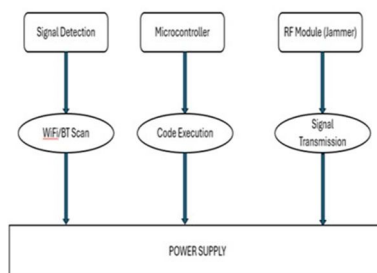 Signal Detection
Microcontroller
RF Module (Jammer)
WiFi/BT Scan
Code Execution
Signal
Transmission
POWER SUPPLY